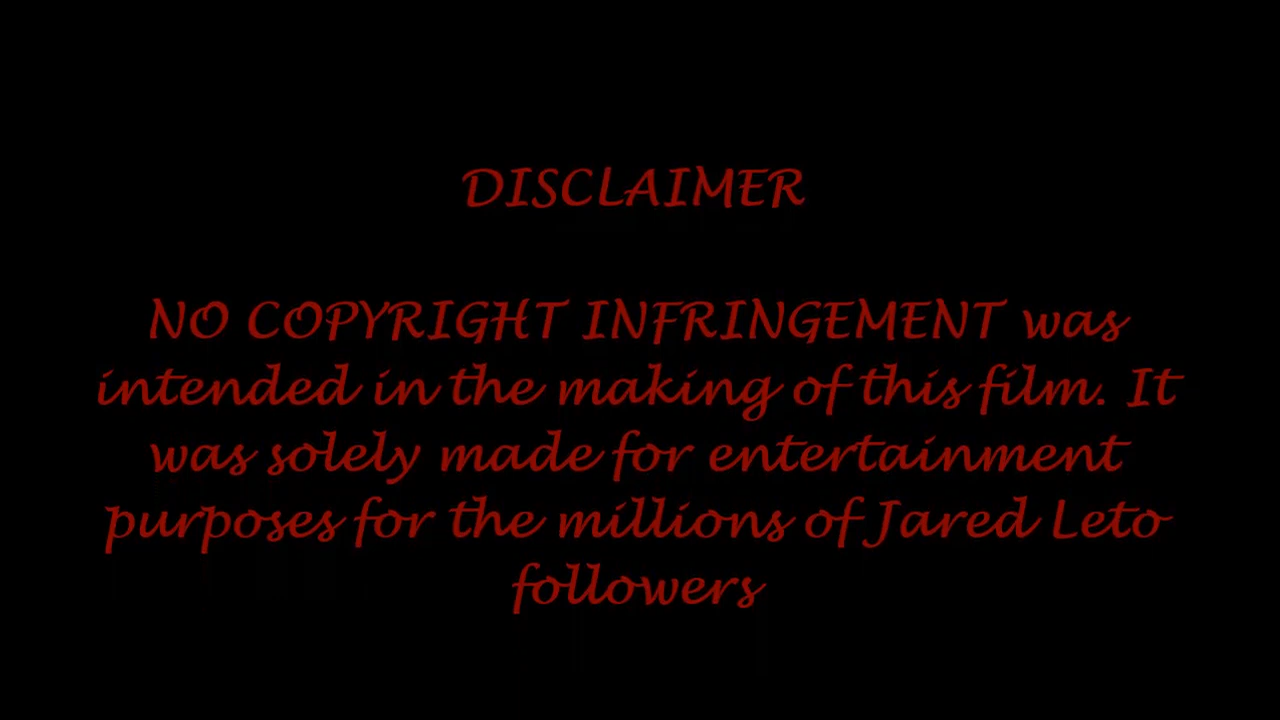 DISCLAIMER
NO COPYRIGHT INFRINGEMENT was
intended in the making of this film. It
was solely made for entertainment
purposes for the millions of Jared Leto
followers